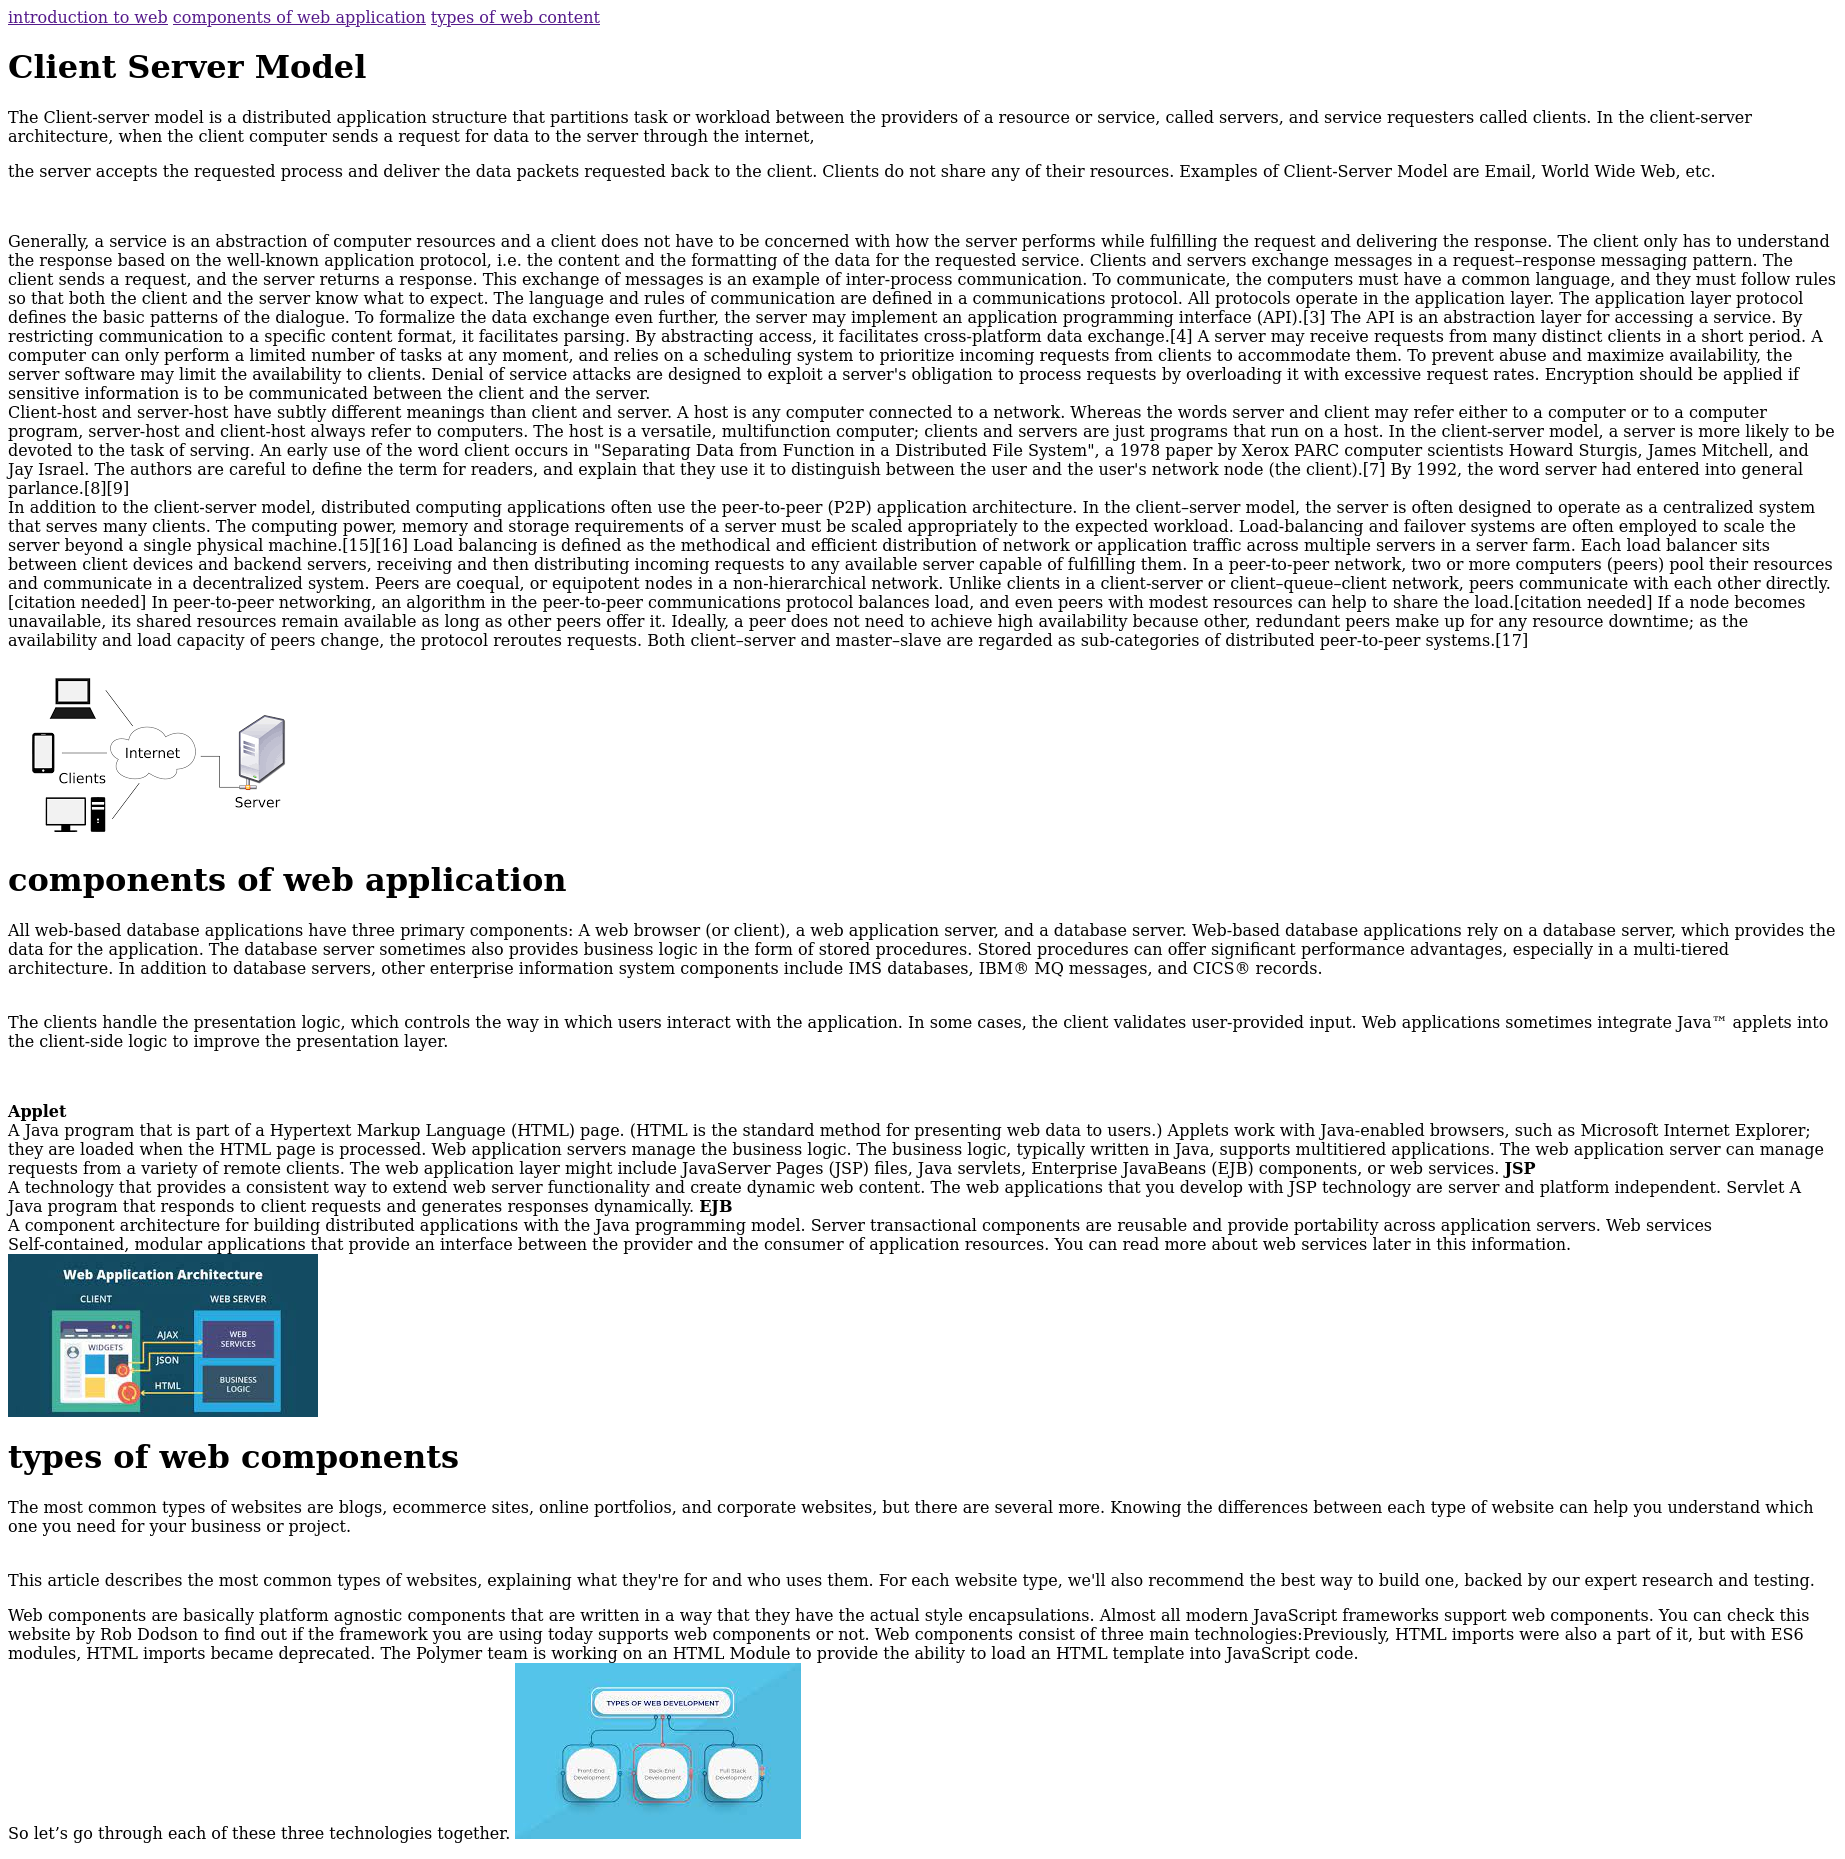 introduction to web components of web application types of web content
Client Server Model
The Client-server model is a distributed application structure that partitions task or workload between the providers of a resource or service, called servers, and service requesters called clients. In the client-server
architecture, when the client computer sends a request for data to the server through the internet,
the server accepts the requested process and deliver the data packets requested back to the client. Clients do not share any of their resources. Examples of Client-Server Model are Email, World Wide Web, etc.
Generally, a service is an abstraction of computer resources and a client does not have to be concerned with how the server performs while fulfilling the request and delivering the response. The client only has to understand
the response based on the well-known application protocol, i.e. the content and the formatting of the data for the requested service. Clients and servers exchange messages in a request–response messaging pattern. The
client sends a request, and the server returns a response. This exchange of messages is an example of inter-process communication. To communicate, the computers must have a common language, and they must follow rules
so that both the client and the server know what to expect. The language and rules of communication are defined in a communications protocol. All protocols operate in the application layer. The application layer protocol
defines the basic patterns of the dialogue. To formalize the data exchange even further, the server may implement an application programming interface (API).[3] The API is an abstraction layer for accessing a service. By
restricting communication to a specific content format, it facilitates parsing. By abstracting access, it facilitates cross-platform data exchange.[4] A server may receive requests from many distinct clients in a short period. A
computer can only perform a limited number of tasks at any moment, and relies on a scheduling system to prioritize incoming requests from clients to accommodate them. To prevent abuse and maximize availability, the
server software may limit the availability to clients. Denial of service attacks are designed to exploit a server's obligation to process requests by overloading it with excessive request rates. Encryption should be applied if
sensitive information is to be communicated between the client and the server.
Client-host and server-host have subtly different meanings than client and server. A host is any computer connected to a network. Whereas the words server and client may refer either to a computer or to a computer
program, server-host and client-host always refer to computers. The host is a versatile, multifunction computer; clients and servers are just programs that run on a host. In the client-server model, a server is more likely to be
devoted to the task of serving. An early use of the word client occurs in "Separating Data from Function in a Distributed File System", a 1978 paper by Xerox PARC computer scientists Howard Sturgis, James Mitchell, and
Jay Israel. The authors are careful to define the term for readers, and explain that they use it to distinguish between the user and the user's network node (the client).[7] By 1992, the word server had entered into general
parlance.[8][9]
In addition to the client-server model, distributed computing applications often use the peer-to-peer (P2P) application architecture. In the client–server model, the server is often designed to operate as a centralized system
that serves many clients. The computing power, memory and storage requirements of a server must be scaled appropriately to the expected workload. Load-balancing and failover systems are often employed to scale the
server beyond a single physical machine.[15][16] Load balancing is defined as the methodical and efficient distribution of network or application traffic across multiple servers in a server farm. Each load balancer sits
between client devices and backend servers, receiving and then distributing incoming requests to any available server capable of fulfilling them. In a peer-to-peer network, two or more computers (peers) pool their resources
and communicate in a decentralized system. Peers are coequal, or equipotent nodes in a non-hierarchical network. Unlike clients in a client-server or client–queue–client network, peers communicate with each other directly.
[citation needed] In peer-to-peer networking, an algorithm in the peer-to-peer communications protocol balances load, and even peers with modest resources can help to share the load.[citation needed] If a node becomes
unavailable, its shared resources remain available as long as other peers offer it. Ideally, a peer does not need to achieve high availability because other, redundant peers make up for any resource downtime; as the
availability and load capacity of peers change, the protocol reroutes requests. Both client–server and master–slave are regarded as sub-categories of distributed peer-to-peer systems.[17]
Internet
Clients
Server
components of web application
All web-based database applications have three primary components: A web browser (or client), a web application server, and a database server. Web-based database applications rely on a database server, which provides the
data for the application. The database server sometimes also provides business logic in the form of stored procedures. Stored procedures can offer significant performance advantages, especially in a multi-tiered
architecture. In addition to database servers, other enterprise information system components include IMS databases, IBM® MQ messages, and CICS® records.
The clients handle the presentation logic, which controls the way in which users interact with the application. In some cases, the client validates user-provided input. Web applications sometimes integrate Java™ applets into
the client-side logic to improve the presentation layer.
Applet
A Java program that is part of a Hypertext Markup Language (HTML) page. (HTML is the standard method for presenting web data to users.) Applets work with Java-enabled browsers, such as Microsoft Internet Explorer;
they are loaded when the HTML page is processed. Web application servers manage the business logic. The business logic, typically written in Java, supports multitiered applications. The web application server can manage
requests from a variety of remote clients. The web application layer might include JavaServer Pages (JSP) files, Java servlets, Enterprise JavaBeans (EJB) components, or web services. JSP
A technology that provides a consistent way to extend web server functionality and create dynamic web content. The web applications that you develop with JSP technology are server and platform independent. Servlet A
Java program that responds to client requests and generates responses dynamically. EJB
A component architecture for building distributed applications with the Java programming model. Server transactional components are reusable and provide portability across application servers. Web services
Self-contained, modular applications that provide an interface between the provider and the consumer of application resources. You can read more about web services later in this information.
Web Application Architecture
CLIENT WEB SERVER
AJAX
WEB
SERVICES
WIDGETS
JSON
HTML
BUSINESS
LOGIC
types of web components
The most common types of websites are blogs, ecommerce sites, online portfolios, and corporate websites, but there are several more. Knowing the differences between each type of website can help you understand which
one you need for your business or project.
This article describes the most common types of websites, explaining what they're for and who uses them. For each website type, we'll also recommend the best way to build one, backed by our expert research and testing.
Web components are basically platform agnostic components that are written in a way that they have the actual style encapsulations. Almost all modern JavaScript frameworks support web components. You can check this
website by Rob Dodson to find out if the framework you are using today supports web components or not. Web components consist of three main technologies:Previously, HTML imports were also a part of it, but with ES6
modules, HTML imports became deprecated. The Polymer team is working on an HTML Module to provide the ability to load an HTML template into JavaScript code.
TYPES OF WEB DEVELOPMENT
Front-End
Development
Back-End
Development
Full Stack
Development
So let’s go through each of these three technologies together.